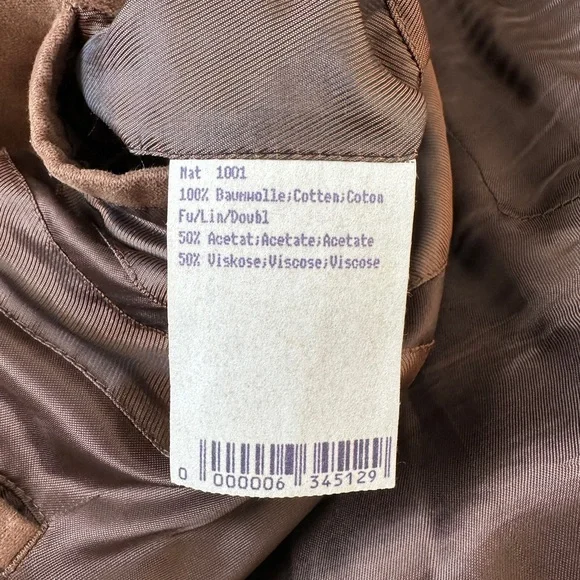 Mat 1001
100% Baumwolle;Cotten;Coton
Fu/Lin/Doubl
50% Acetat;Acetate;Acetate
50% Viskose;Viscose;Viscose
0 000006 345129